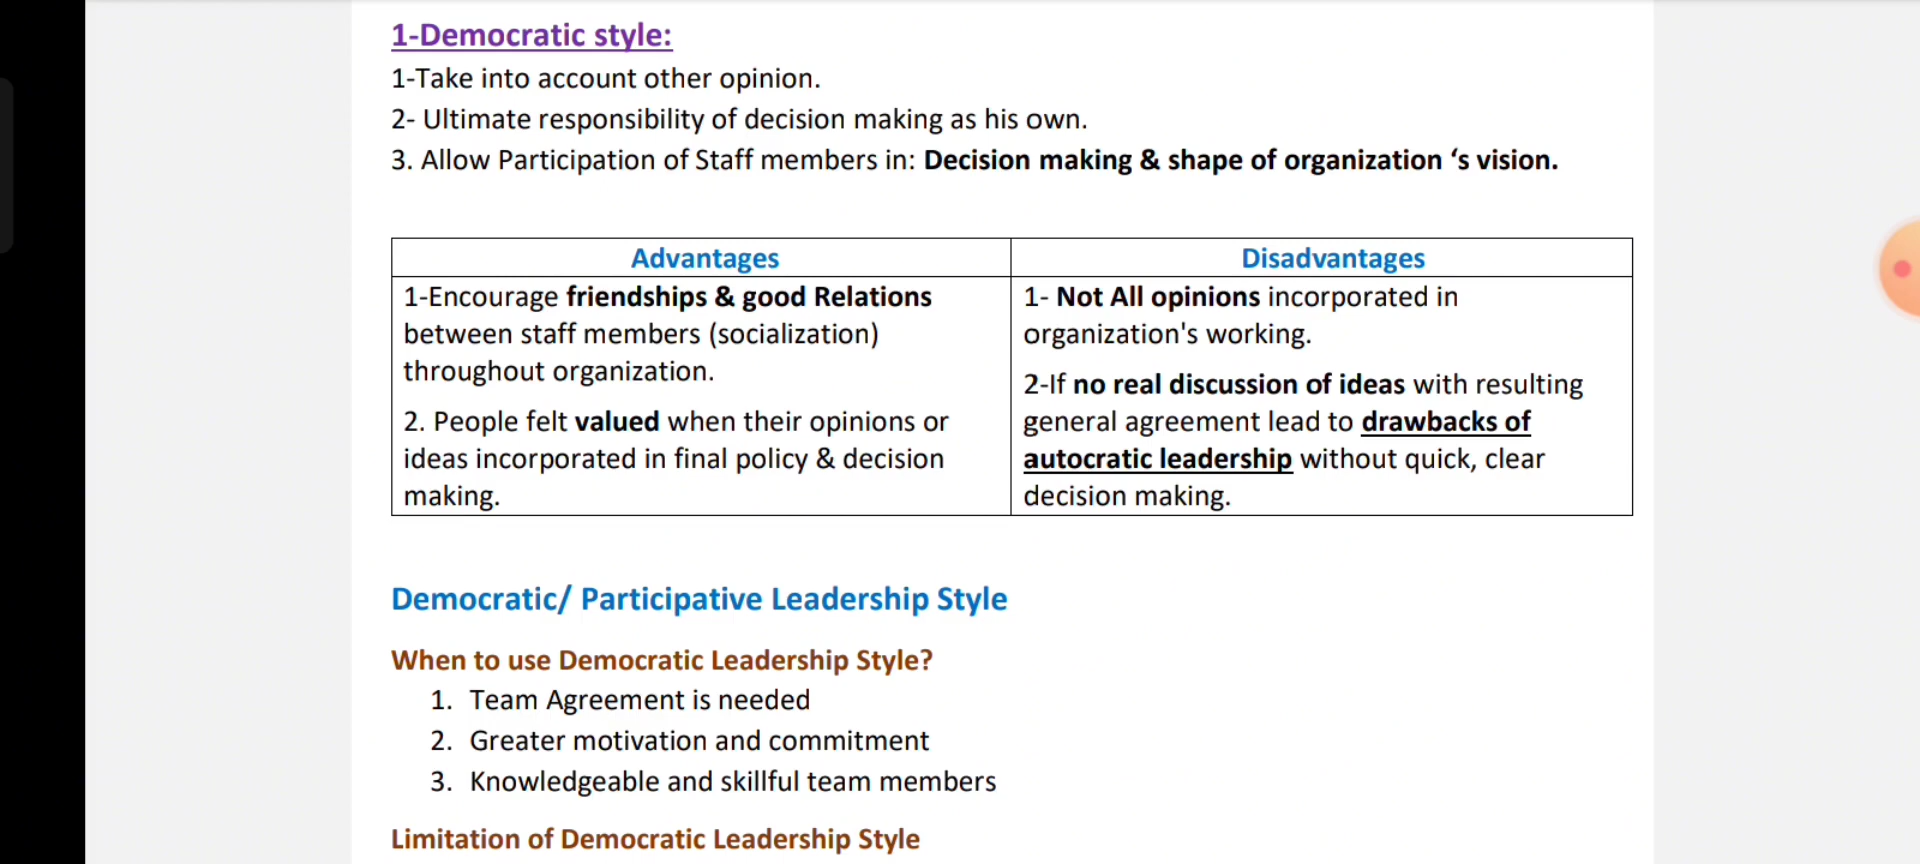 1-Democratic style:
1-Take into account other opinion.
2- Ultimate responsibility of decision making as his own.
3. Allow Participation of Staff members in: Decision making & shape of organization ‘s vision.
Advantages
Disadvantages
1-Encourage friendships & good Relations
between staff members (socialization)
throughout organization.
2. People felt valued when their opinions or
ideas incorporated in final policy & decision
making.
1- Not All opinions incorporated in
organization's working.
2-If no real discussion of ideas with resulting
general agreement lead to drawbacks of
autocratic leadership without quick, clear
decision making.
Democratic/ Participative Leadership Style
When to use Democratic Leadership Style?
1. Team Agreement is needed
2. Greater motivation and commitment
3. Knowledgeable and skillful team members
Limitation of Democratic Leadership Style